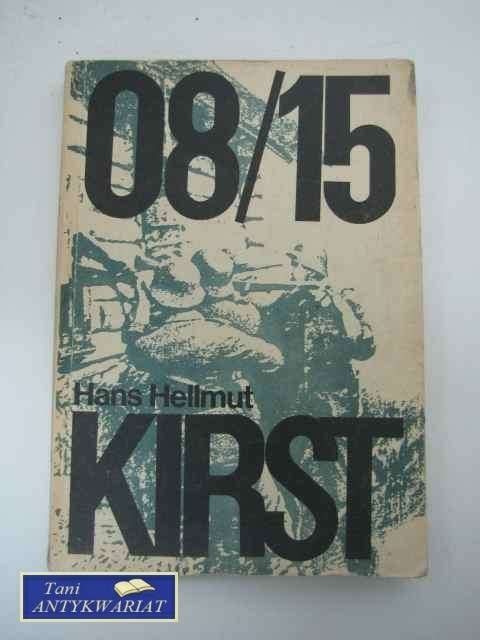 08/15
Hans Hellmut
KIRST
Tani
ANTYKWARIAT